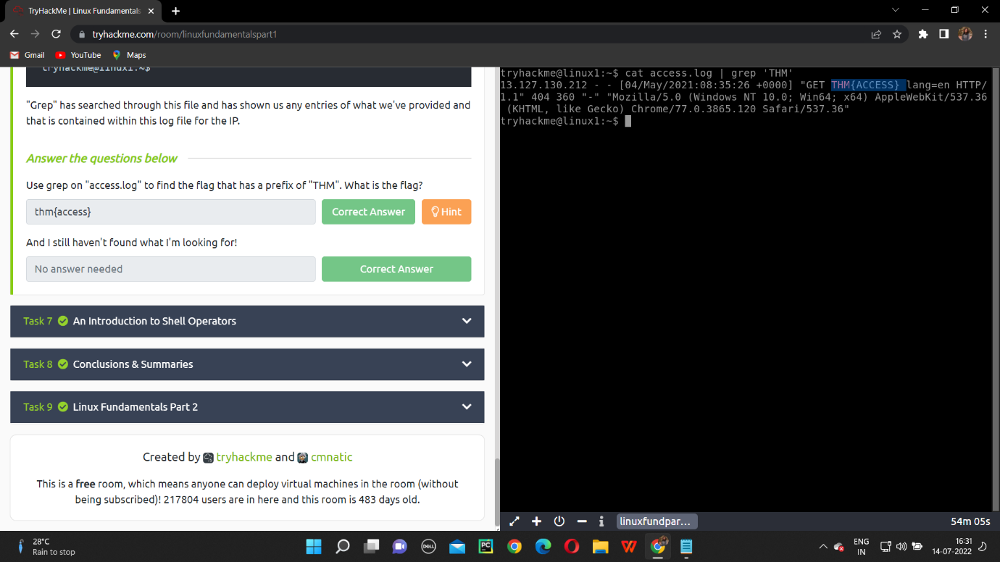 TryHackMe | Linux Fundamentals
tryhackme.com/room/linuxfundamentalspart1
Gmail YouTube Maps
tryhackme@linux1:~$
"Grep" has searched through this file and has shown us any entries of what we've provided and
that is contained within this log file for the IP.
Answer the questions below
Use grep on "access.log" to find the flag that has a prefix of "THM". What is the flag?
thm{access} Correct Answer Hint
And I still haven't found what I'm looking for!
No answer needed Correct Answer
Task 7 An Introduction to Shell Operators
Task 8 Conclusions & Summaries
Task 9 Linux Fundamentals Part 2
Created by tryhackme and cmnatic
This is a free room, which means anyone can deploy virtual machines in the room (without
being subscribed)! 217804 users are in here and this room is 483 days old.
tryhackme@linux1:~$ cat access.log | grep 'THM'
13.127.130.212 - - [04/May/2021:08:35:26 +0000] "GET THM{ACCESS} lang=en HTTP/
1.1" 404 360 "-" "Mozilla/5.0 (Windows NT 10.0; Win64; x64) AppleWebKit/537.36
(KHTML, like Gecko) Chrome/77.0.3865.120 Safari/537.36"
tryhackme@linux1:~$
linuxfundpar... 54m 05s
28°C
Rain to stop
DELL
PC
ENG
IN
16:31
14-07-2022